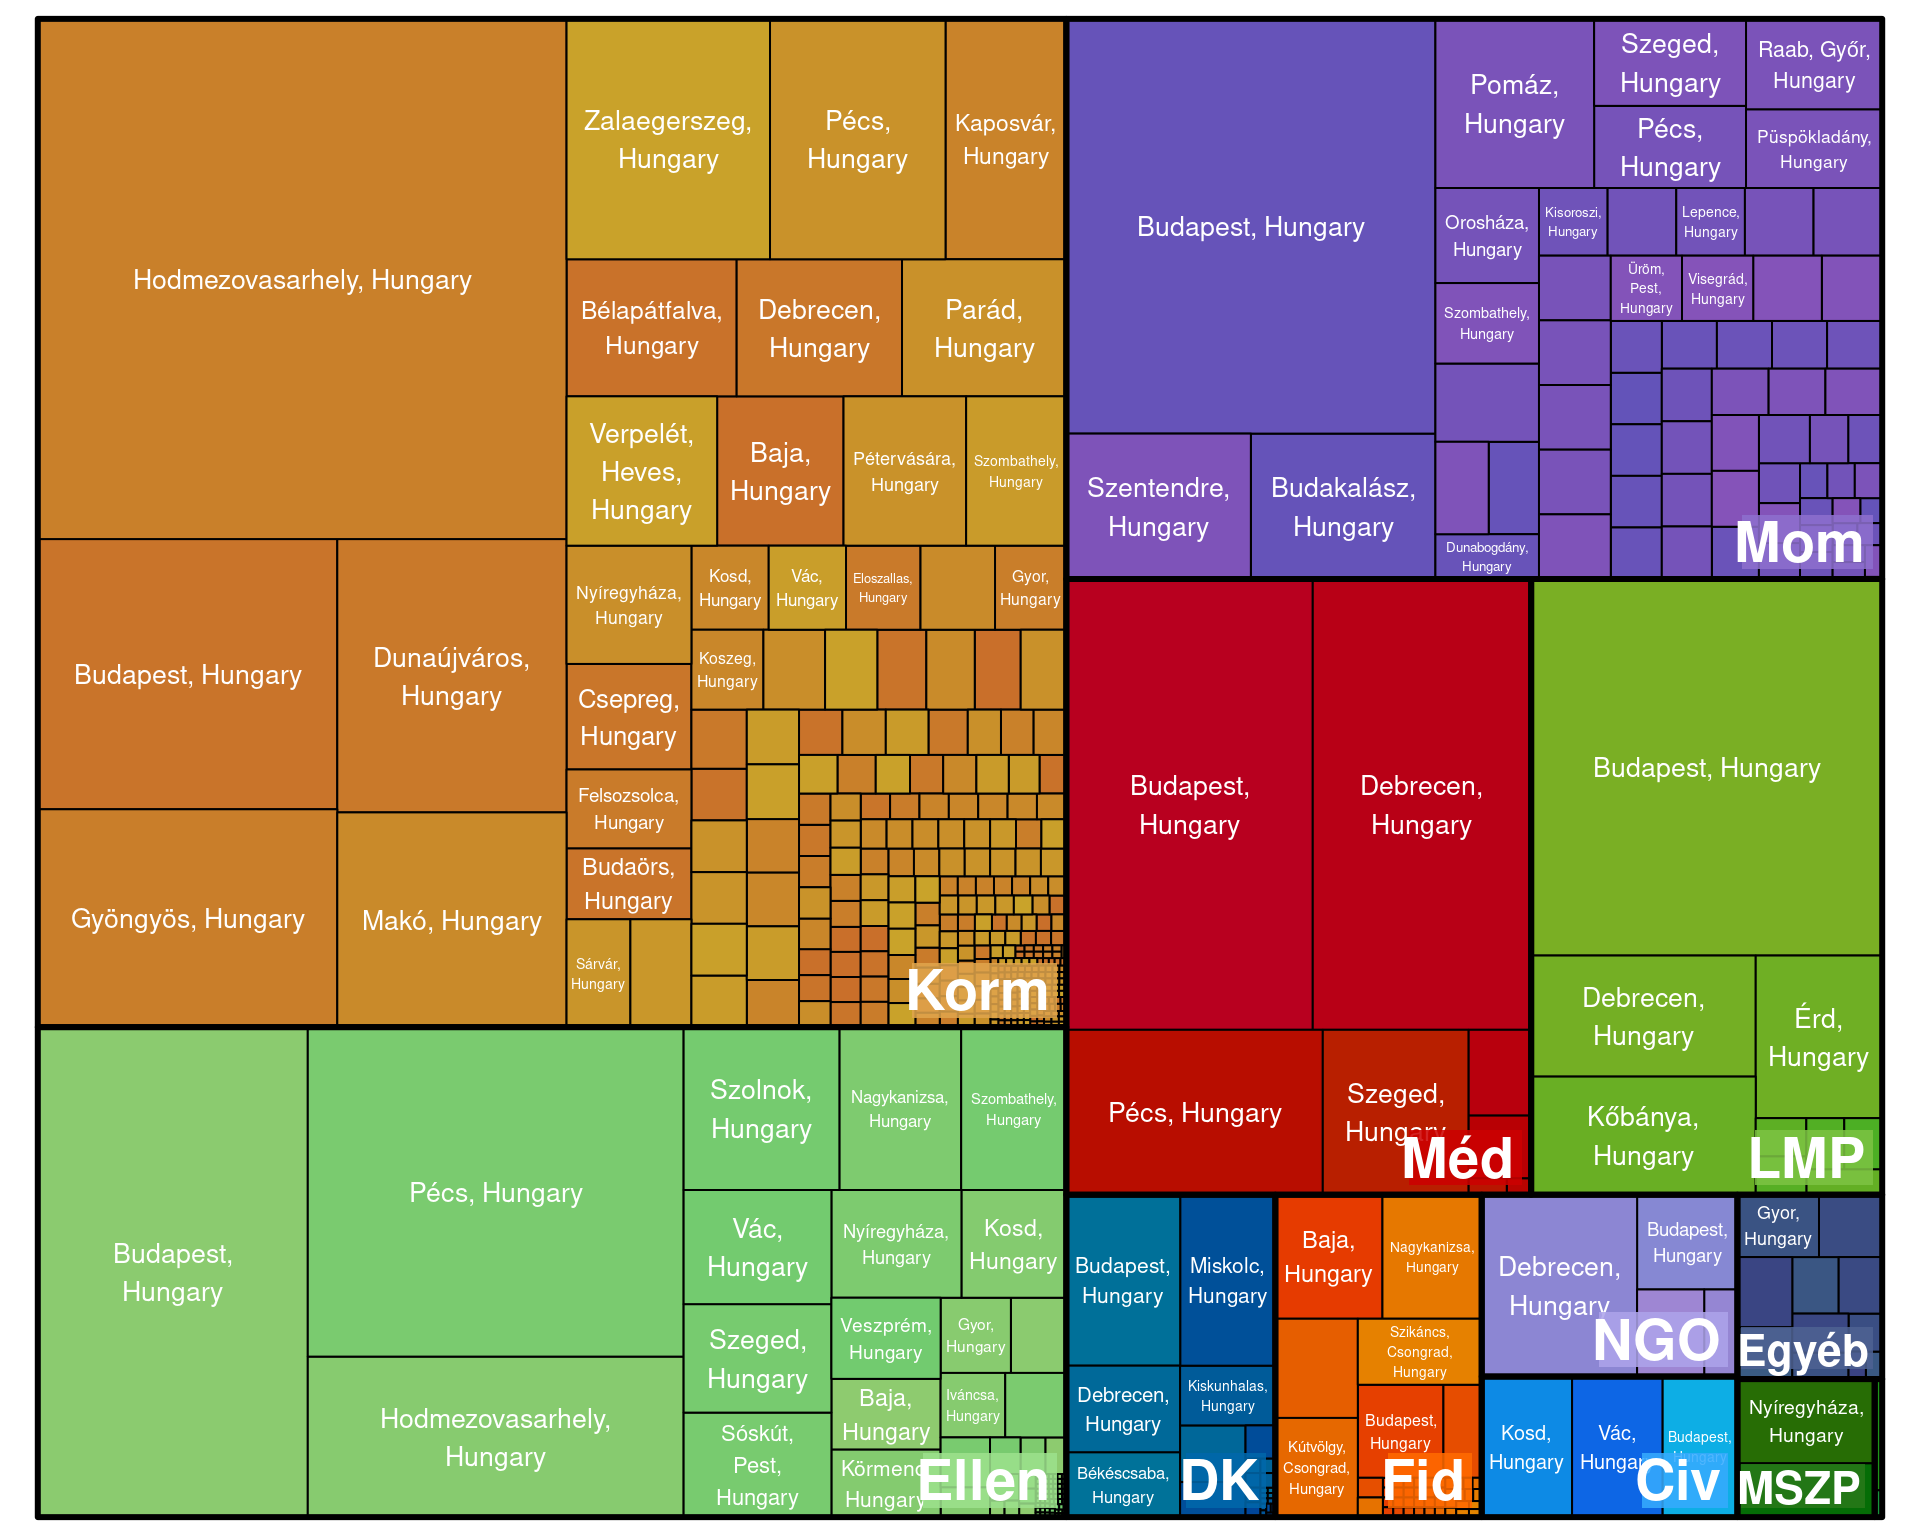 Hodmezovasarhely, Hungary
Zalaegerszeg,
Hungary
Pécs,
Hungary
Kaposvár,
Hungary
Bélapátfalva,
Hungary
Debrecen,
Hungary
Parád,
Hungary
Verpelét,
Heves,
Hungary
Baja,
Hungary
Pétervására,
Hungary
Szombathely,
Hungary
Budapest, Hungary
Dunaújváros,
Hungary
Gyöngyös, Hungary
Makó, Hungary
Nyíregyháza,
Hungary
Kosd,
Hungary
Vác,
Hungary
Eloszallas,
Hungary
Gyor,
Hungary
Koszeg,
Hungary
Csepreg,
Hungary
Felsozsolca,
Hungary
Budaörs,
Hungary
Sárvár,
Hungary
Korm
Budapest, Hungary
Pomáz,
Hungary
Szeged,
Hungary
Raab, Győr,
Hungary
Pécs,
Hungary
Püspökladány,
Hungary
Orosháza,
Hungary
Kisoroszi,
Hungary
Lepence,
Hungary
Szombathely,
Hungary
Üröm,
Pest,
Hungary
Visegrád,
Hungary
Szentendre,
Hungary
Budakalász,
Hungary
Dunabogdány,
Hungary
Mom
Budapest,
Hungary
Debrecen,
Hungary
Pécs, Hungary
Szeged,
Hungary
Méd
Budapest, Hungary
Debrecen,
Hungary
Érd,
Hungary
Kőbánya,
Hungary
LMP
Budapest,
Hungary
Pécs, Hungary
Hodmezovasarhely,
Hungary
Szolnok,
Hungary
Nagykanizsa,
Hungary
Szombathely,
Hungary
Vác,
Hungary
Nyíregyháza,
Hungary
Kosd,
Hungary
Szeged,
Hungary
Veszprém,
Hungary
Gyor,
Hungary
Baja,
Hungary
Iváncsa,
Hungary
Sóskút,
Pest,
Hungary
Körmend,
Hungary
Ellen
Budapest,
Hungary
Miskolc,
Hungary
Debrecen,
Hungary
Kiskunhalas,
Hungary
Békéscsaba,
Hungary
DK
Baja,
Hungary
Nagykanizsa,
Hungary
Szikáncs,
Csongrad,
Hungary
Budapest,
Hungary
Kútvölgy,
Csongrad,
Hungary
Fid
Debrecen,
Hungary
Budapest,
Hungary
NGO
Kosd,
Hungary
Vác,
Hungary
Budapest,
Hungary
Civ
Gyor,
Hungary
Egyéb
Nyíregyháza,
Hungary
MSZP